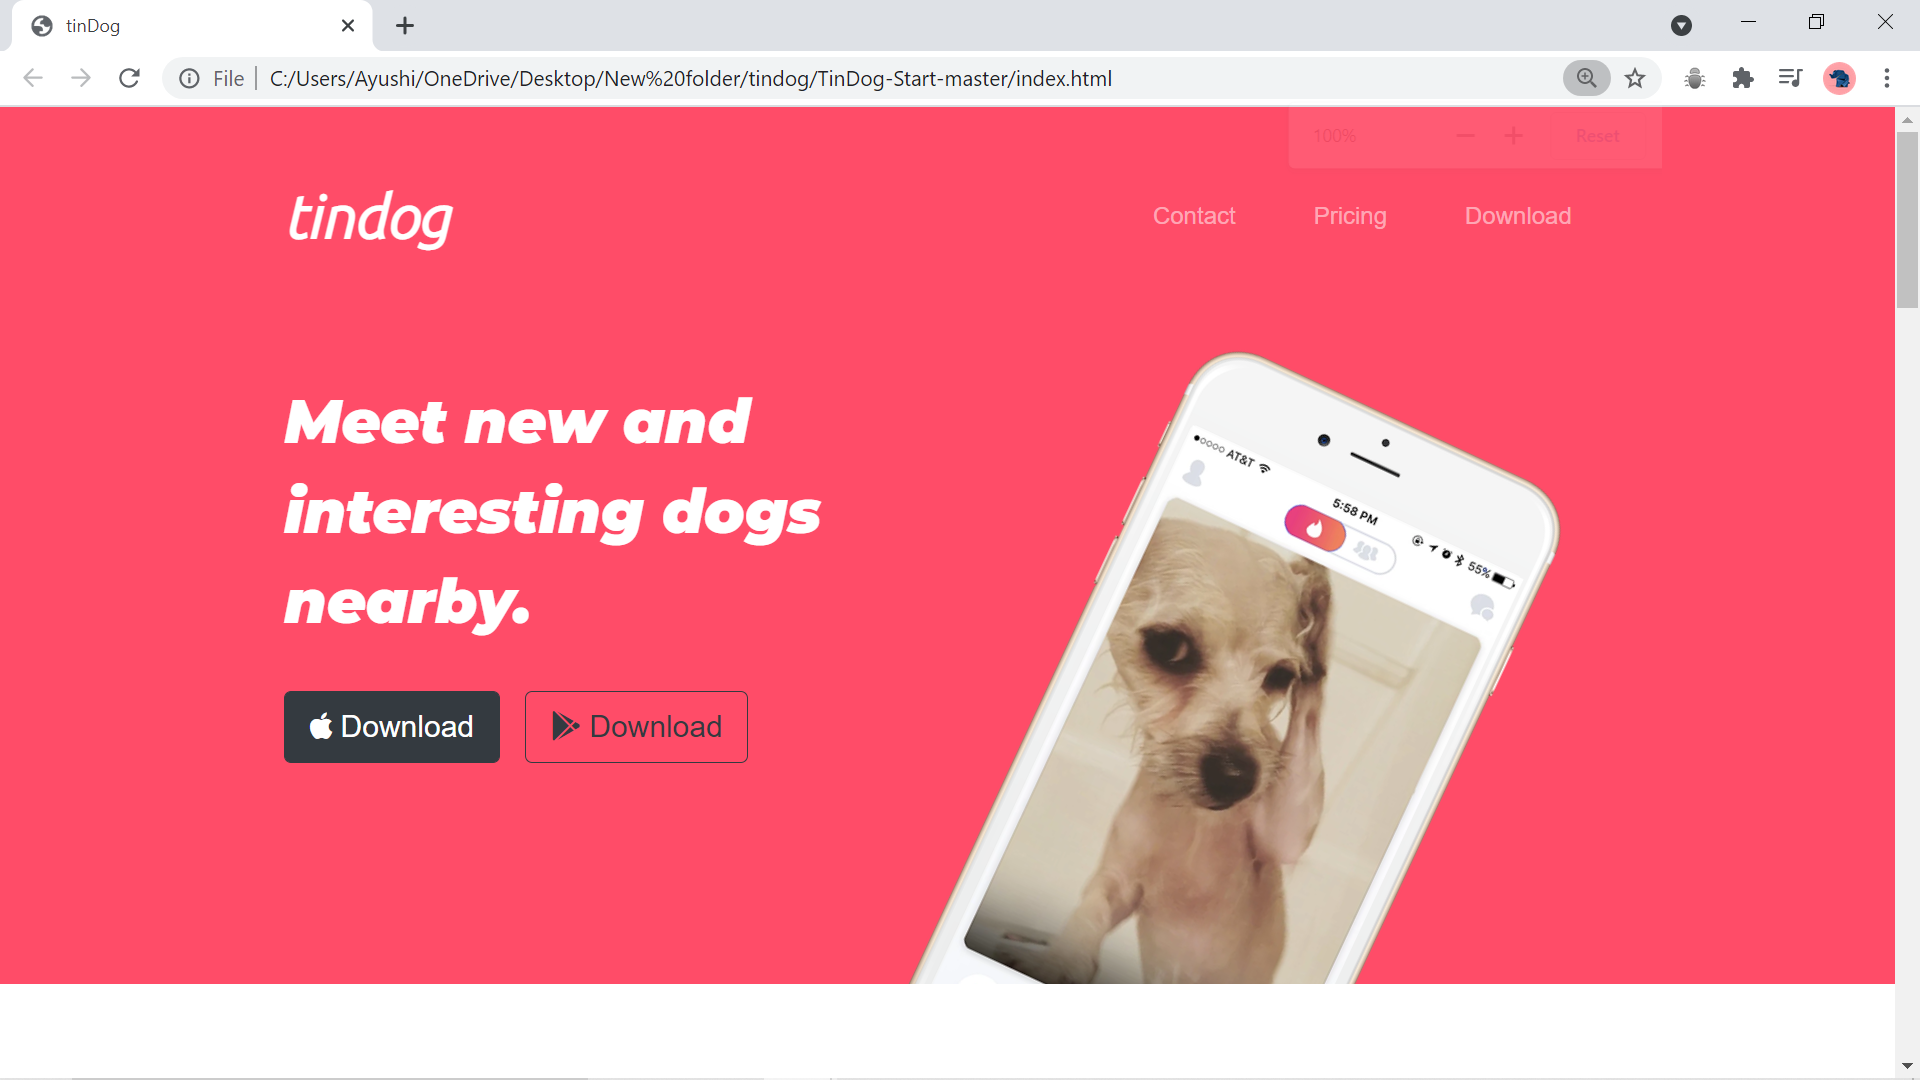 tinDog
File
C:/Users/Ayushi/OneDrive/Desktop/New%20folder/tindog/TinDog-Start-master/index.html
100%
Reset
tindog
Contact Pricing Download
Meet new and
interesting dogs
nearby.
Download
Download
AT&T
5:58 PM
55%